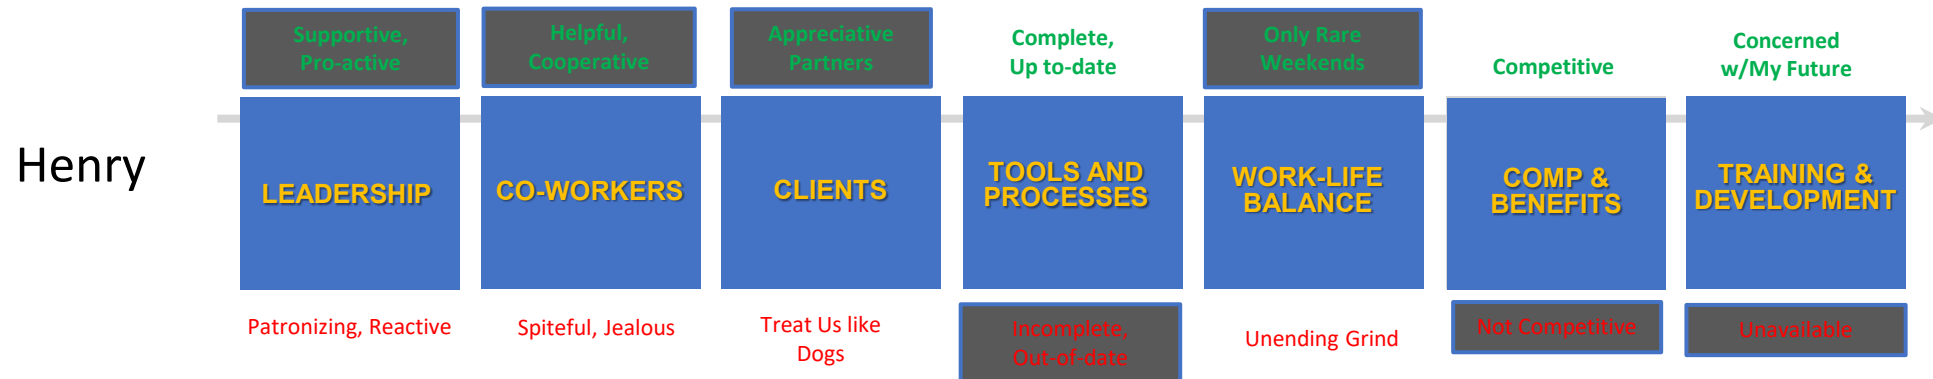 Henry
Supportive,
Pro-active
LEADERSHIP
Patronizing, Reactive
Helpful,
Cooperative
CO-WORKERS
Spiteful, Jealous
Appreciative
Partners
CLIENTS
Treat Us like
Dogs
Complete,
Up to-date
TOOLS AND
PROCESSES
Incomplete,
Out-of-date
Only Rare
Weekends
WORK-LIFE
BALANCE
Unending Grind
Competitive
COMP &
BENEFITS
Not Competitive
Concerned
w/My Future
TRAINING &
DEVELOPMENT
Unavailable